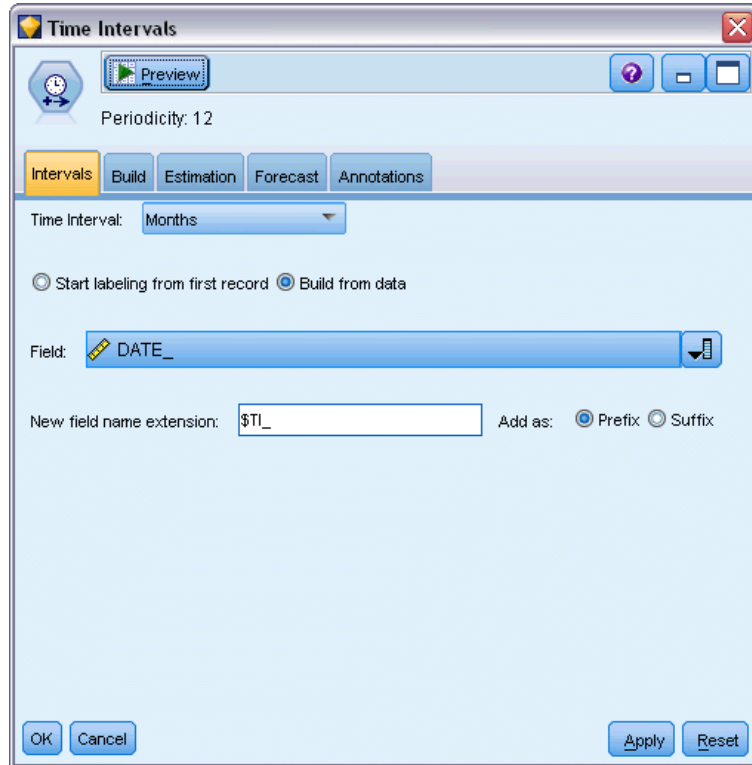 Time Intervals
Preview
Periodicity: 12
Intervals Build Estimation Forecast Annotations
Time Interval: Months
Start labeling from first record Build from data
Field: DATE_
New field name extension: $TI_ Add as: Prefix Suffix
OK Cancel Apply Reset